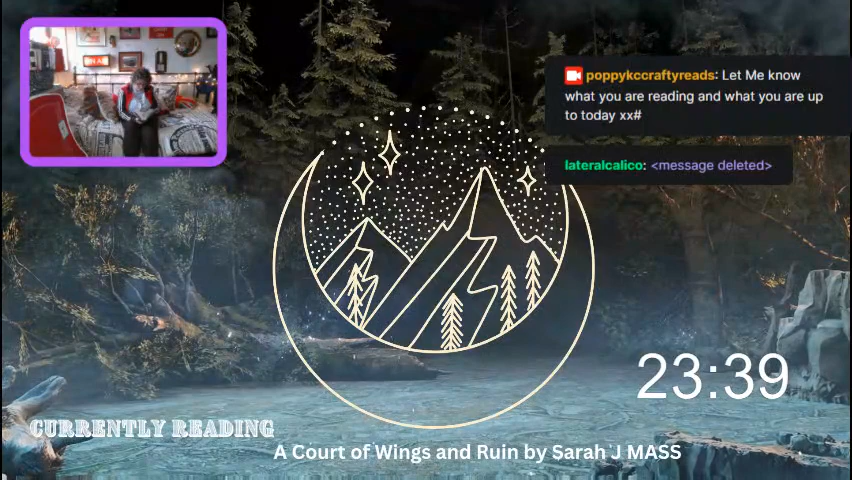 poppykccraftyreads: Let Me know
what you are reading and what you are up
to today xx#
lateralcalico: <message deleted>
23:39
CURRENTLY READING
A Court of Wings and Ruin by Sarah J MASS